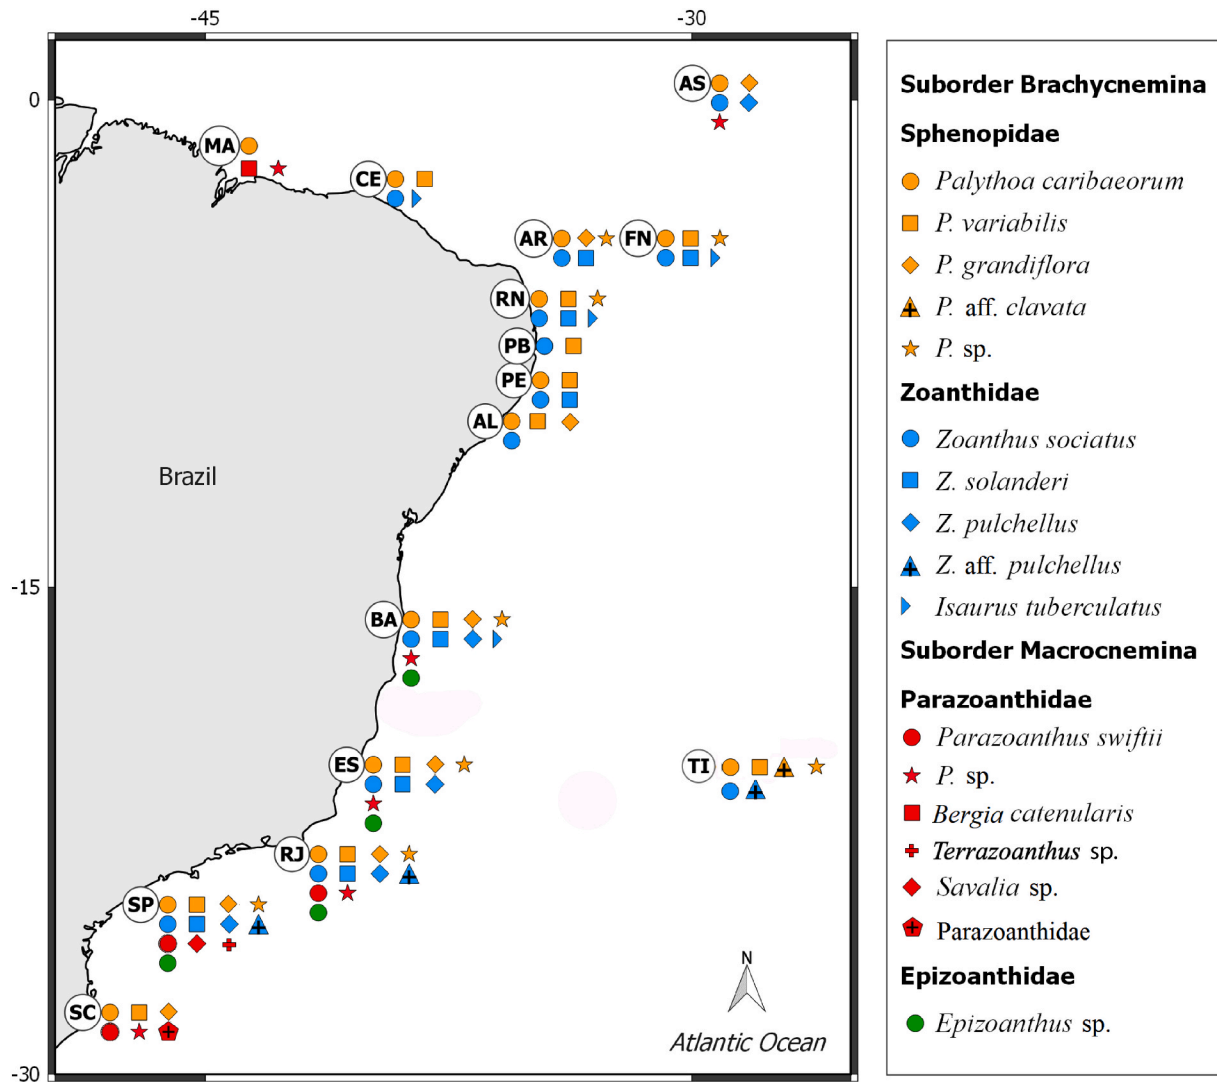 -45
-30
0
-15
-30
AS
MA
CE
AR
FN
RN
PB
PE
AL
Brazil
BA
ES
TI
RJ
SP
SC
N
Atlantic Ocean
Suborder Brachycnemina
Sphenopidae
Palythoa caribaeorum
P. variabilis
P. grandiflora
P. aff. clavata
P. sp.
Zoanthidae
Zoanthus sociatus
Z. solanderi
Z. pulchellus
Z. aff. pulchellus
Isaurus tuberculatus
Suborder Macrocnemina
Parazoanthidae
Parazoanthus swiftii
P. sp.
Bergia catenularis
Terrazoanthus sp.
Savalia sp.
Parazoanthidae
Epizoanthidae
Epizoanthus sp.